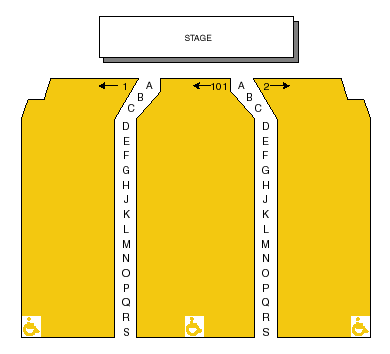 STAGE
1 A 101 A 2
B B
C C
D D
E E
F F
G G
H H
J J
K K
L L
M M
N N
O O
P P
Q Q
R R
S S